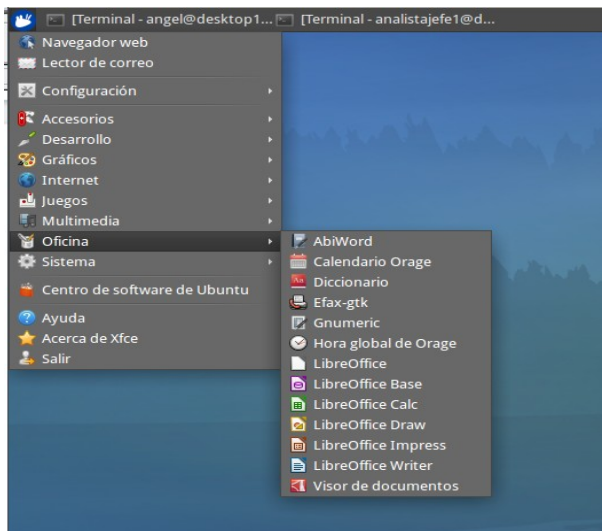 [Terminal - angel@desktop1... [Terminal - analistajefe1@d...
Navegador web
Lector de correo
Configuración
Accesorios
Desarrollo
Gráficos
Internet
Juegos
Multimedia
Oficina
Sistema
Centro de software de Ubuntu
Ayuda
Acerca de Xfce
Salir
AbiWord
Calendario Orage
Diccionario
Efax-gtk
Gnumeric
Hora global de Orage
LibreOffice
LibreOffice Base
LibreOffice Calc
LibreOffice Draw
LibreOffice Impress
LibreOffice Writer
Visor de documentos